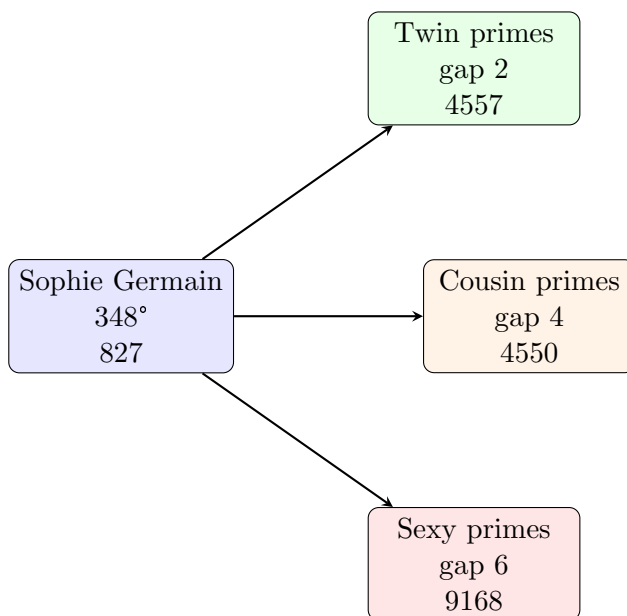 Twin primes
gap 2
4557
Sophie Germain
348°
827
Cousin primes
gap 4
4550
Sexy primes
gap 6
9168